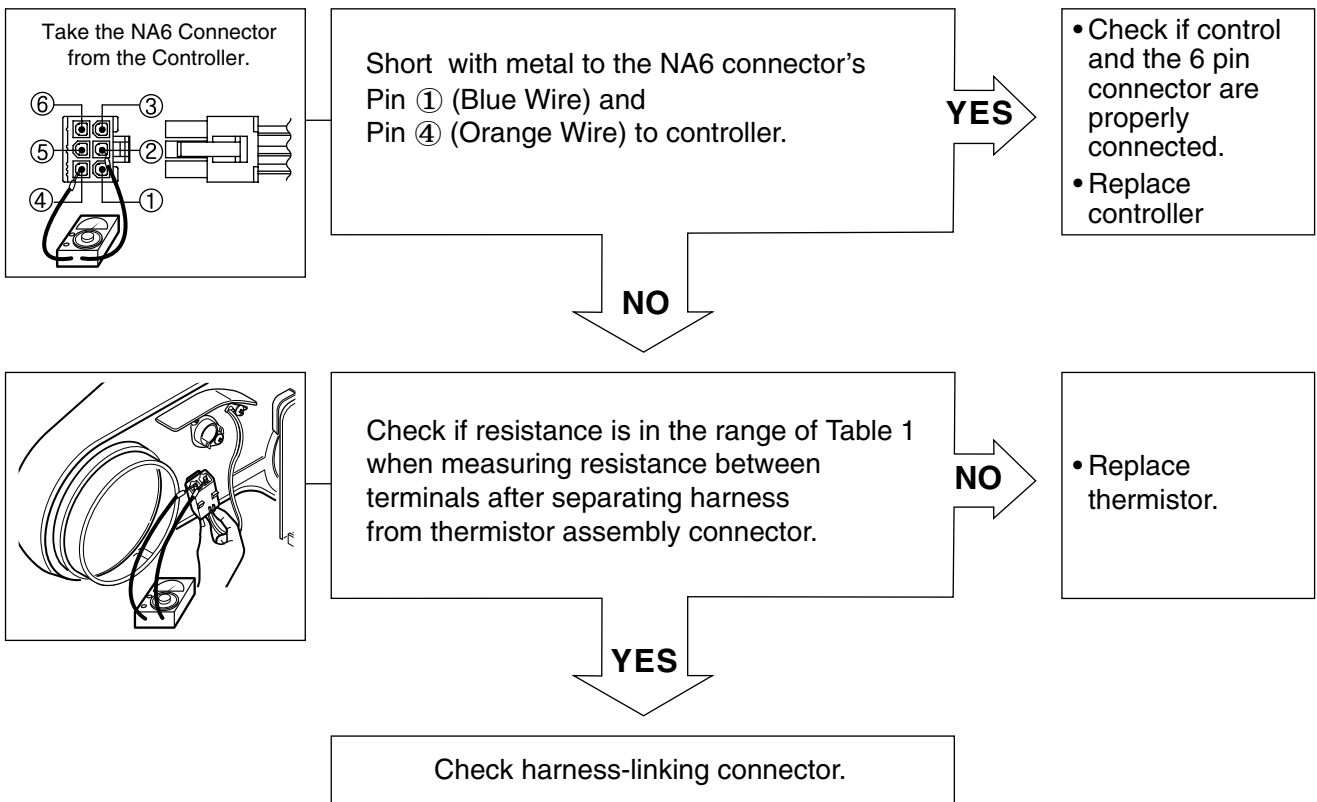 Take the NA6 Connector
from the Controller.
⑥
③
⑤
②
④
①
Short with metal to the NA6 connector's
Pin ① (Blue Wire) and
Pin ④ (Orange Wire) to controller.
YES
• Check if control
and the 6 pin
connector are
properly
connected.
• Replace
controller
NO
Check if resistance is in the range of Table 1
when measuring resistance between
terminals after separating harness
from thermistor assembly connector.
NO
• Replace
thermistor.
YES
Check harness-linking connector.